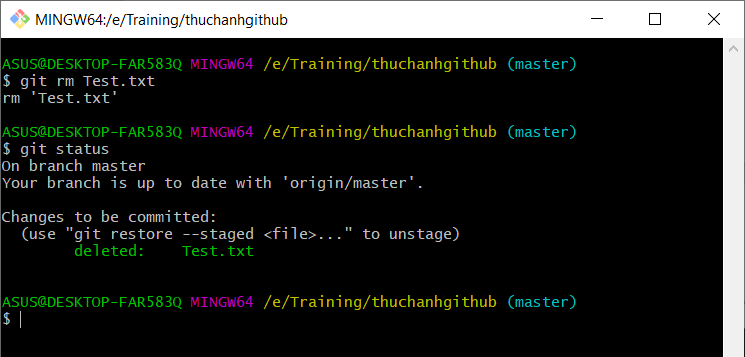 MINGW64:/e/Training/thuchanhgithub
ASUS@DESKTOP-FAR583Q MINGW64 /e/Training/thuchanhgithub (master)
$ git rm Test.txt
rm 'Test.txt'
ASUS@DESKTOP-FAR583Q MINGW64 /e/Training/thuchanhgithub (master)
$ git status
On branch master
Your branch is up to date with 'origin/master'.
Changes to be committed:
  (use "git restore --staged <file>..." to unstage)
        deleted:    Test.txt
ASUS@DESKTOP-FAR583Q MINGW64 /e/Training/thuchanhgithub (master)
$